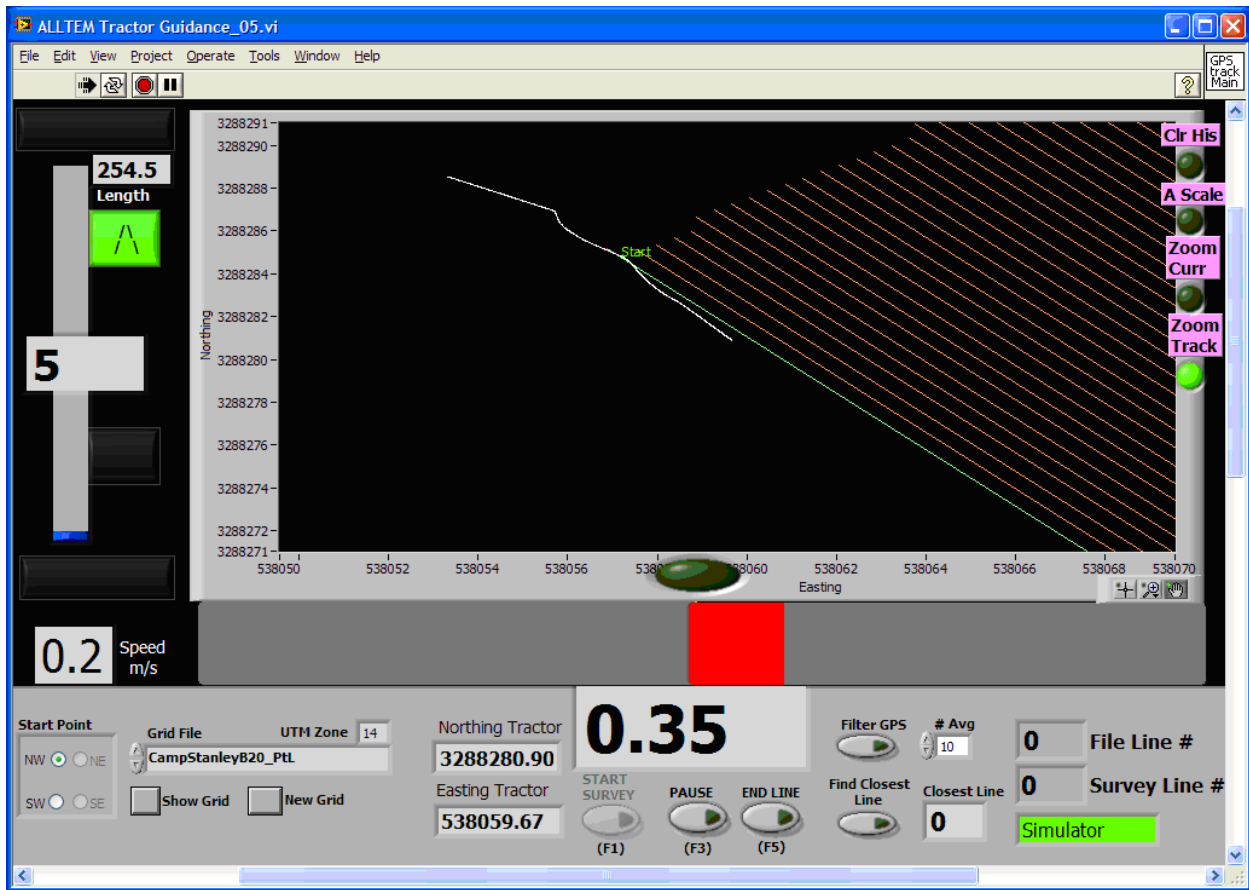 ALLTEM Tractor Guidance_05.vi
File Edit View Project Operate Tools Window Help
GPS
track
Main
?
254.5
Length
5
0.2
Speed
m/s
Northing
3288291
3288290
3288288
3288286
3288284
3288282
3288280
3288278
3288276
3288274
3288272
3288271
Start
538050 538052 538054 538056 538060 538062 538064 538066 538068 538070
Easting
Clr His
A Scale
Zoom
Curr
Zoom
Track
Start Point
NW NE
SW SE
Grid File UTM Zone 14
CampStanleyB20_PtL
Show Grid New Grid
Northing Tractor
3288280.90
Easting Tractor
538059.67
0.35
START
SURVEY
(F1)
PAUSE
(F3)
END LINE
(F5)
Filter GPS # Avg
10
Find Closest
Line
Closest Line
0
0 File Line #
0 Survey Line #
Simulator